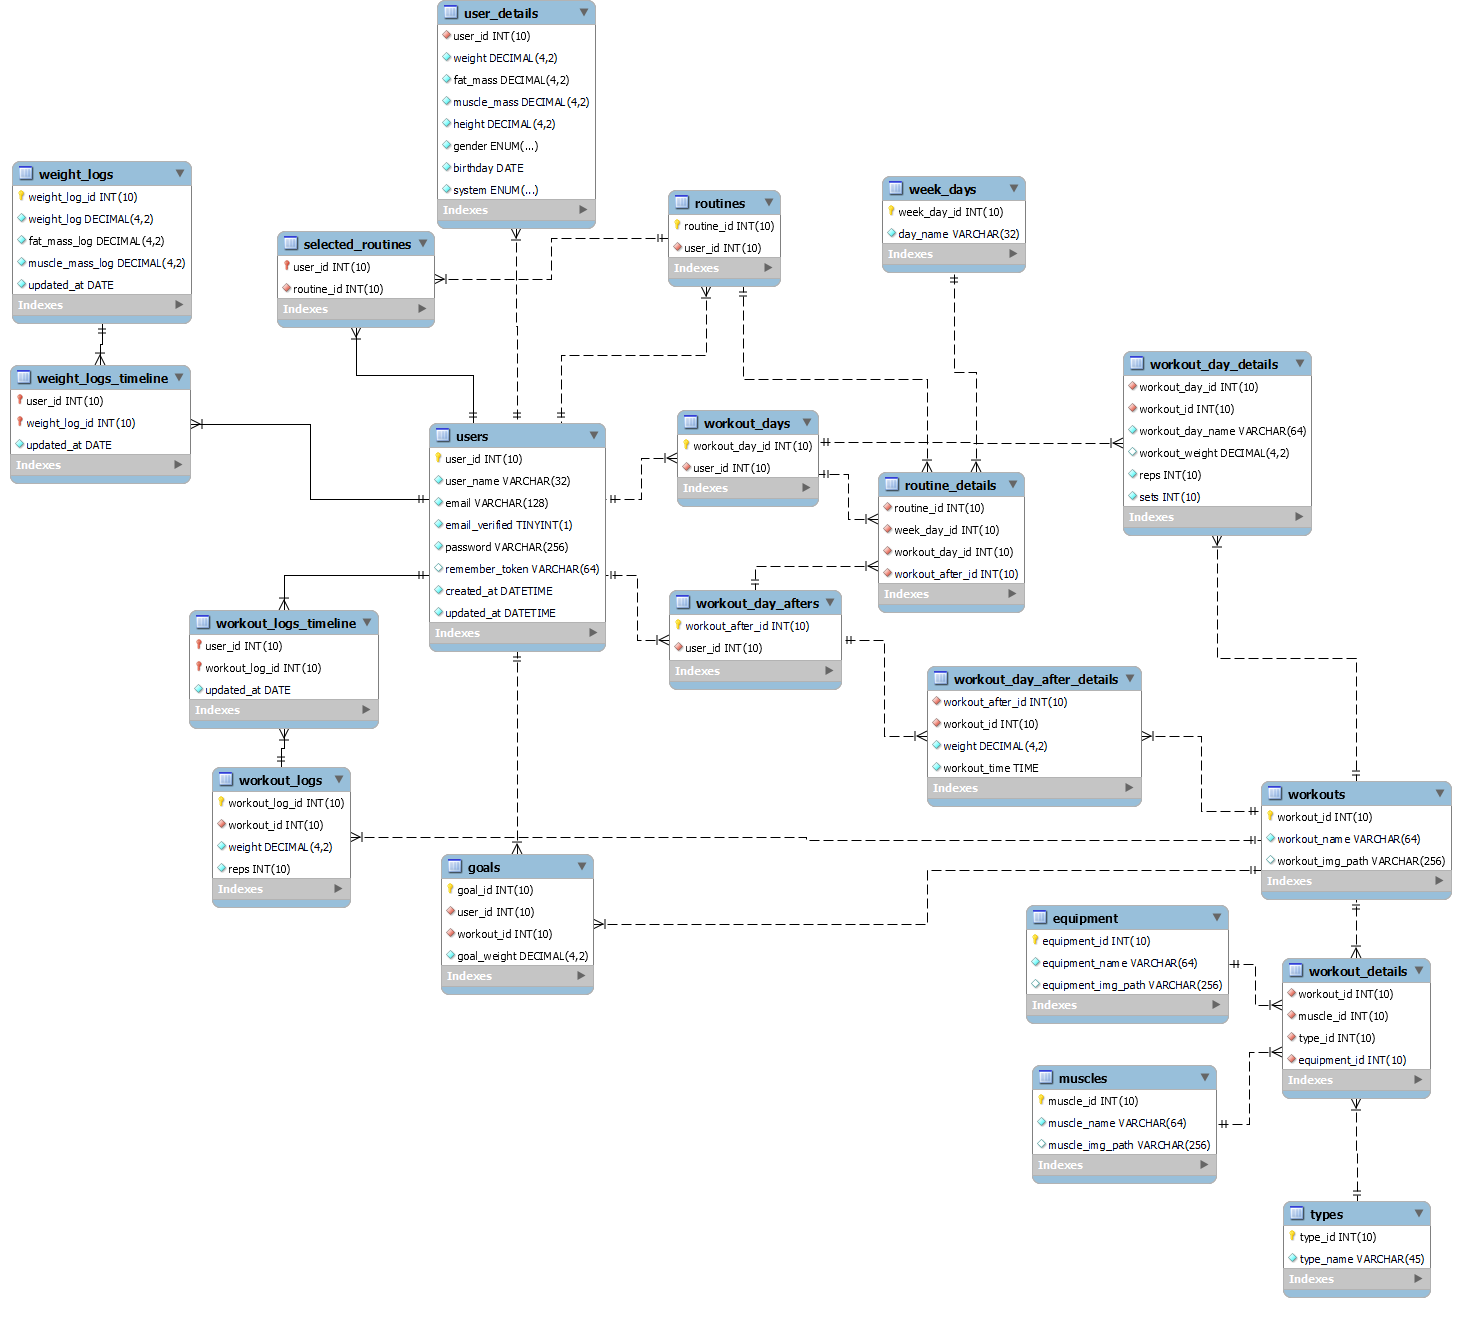 user_details
user_id INT(10)
weight DECIMAL(4,2)
fat_mass DECIMAL(4,2)
muscle_mass DECIMAL(4,2)
height DECIMAL(4,2)
gender ENUM(...)
birthday DATE
system ENUM(...)
Indexes
weight_logs
weight_log_id INT(10)
weight_log DECIMAL(4,2)
fat_mass_log DECIMAL(4,2)
muscle_mass_log DECIMAL(4,2)
updated_at DATE
Indexes
selected_routines
user_id INT(10)
routine_id INT(10)
Indexes
routines
routine_id INT(10)
user_id INT(10)
Indexes
week_days
week_day_id INT(10)
day_name VARCHAR(32)
Indexes
weight_logs_timeline
user_id INT(10)
weight_log_id INT(10)
updated_at DATE
Indexes
users
user_id INT(10)
user_name VARCHAR(32)
email VARCHAR(128)
email_verified TINYINT(1)
password VARCHAR(256)
remember_token VARCHAR(64)
created_at DATETIME
updated_at DATETIME
Indexes
workout_days
workout_day_id INT(10)
user_id INT(10)
Indexes
workout_day_details
workout_day_id INT(10)
workout_id INT(10)
workout_day_name VARCHAR(64)
workout_weight DECIMAL(4,2)
reps INT(10)
sets INT(10)
Indexes
routine_details
routine_id INT(10)
week_day_id INT(10)
workout_day_id INT(10)
workout_after_id INT(10)
Indexes
workout_day_afters
workout_after_id INT(10)
user_id INT(10)
Indexes
workout_logs_timeline
user_id INT(10)
workout_log_id INT(10)
updated_at DATE
Indexes
workout_day_after_details
workout_after_id INT(10)
workout_id INT(10)
weight DECIMAL(4,2)
workout_time TIME
Indexes
workout_logs
workout_log_id INT(10)
workout_id INT(10)
weight DECIMAL(4,2)
reps INT(10)
Indexes
workouts
workout_id INT(10)
workout_name VARCHAR(64)
workout_img_path VARCHAR(256)
Indexes
goals
goal_id INT(10)
user_id INT(10)
workout_id INT(10)
goal_weight DECIMAL(4,2)
Indexes
equipment
equipment_id INT(10)
equipment_name VARCHAR(64)
equipment_img_path VARCHAR(256)
Indexes
workout_details
workout_id INT(10)
muscle_id INT(10)
type_id INT(10)
equipment_id INT(10)
Indexes
muscles
muscle_id INT(10)
muscle_name VARCHAR(64)
muscle_img_path VARCHAR(256)
Indexes
types
type_id INT(10)
type_name VARCHAR(45)
Indexes